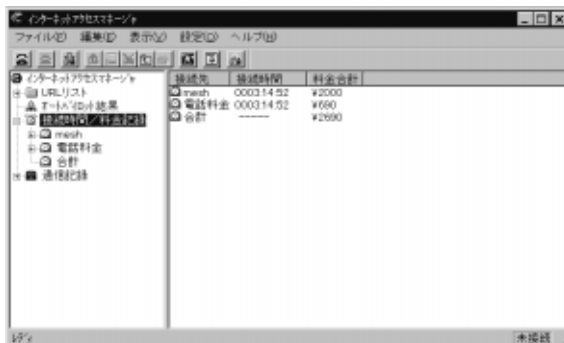 インターネットアクセスマネージャ
ファイル(F) 編集(E) 表示(V) 設定(O) ヘルプ(H)
インターネットアクセスマネージャ
URLリスト
オートパイロット結果
接続時間/料金記録
mesh
電話料金
合計
通信記録
接続先 接続時間 料金合計
mesh 0003:14:52 ¥2000
電話料金 0003:14:52 ¥690
合計 ------ ¥2690
レディ 未接続